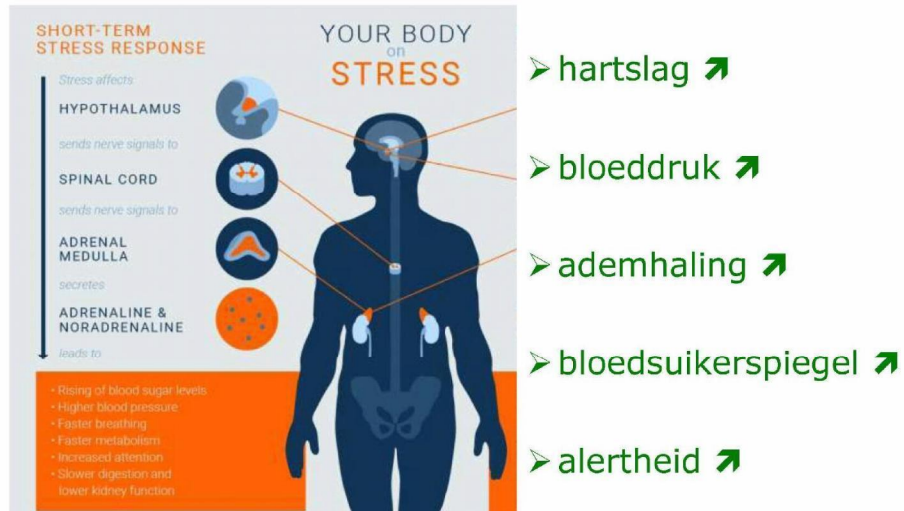 SHORT-TERM
STRESS RESPONSE
Stress affects
HYPOTHALAMUS
sends nerve signals to
SPINAL CORD
sends nerve signals to
ADRENAL
MEDULLA
secretes
ADRENALINE &
NORADRENALINE
leads to
• Rising of blood sugar levels
• Higher blood pressure
• Faster breathing
• Faster metabolism
• Increased attention
• Slower digestion and
lower kidney function
YOUR BODY
on
STRESS
➢ hartslag ↗
➢ bloeddruk ↗
➢ ademhaling ↗
➢ bloedsuikerspiegel ↗
➢ alertheid ↗